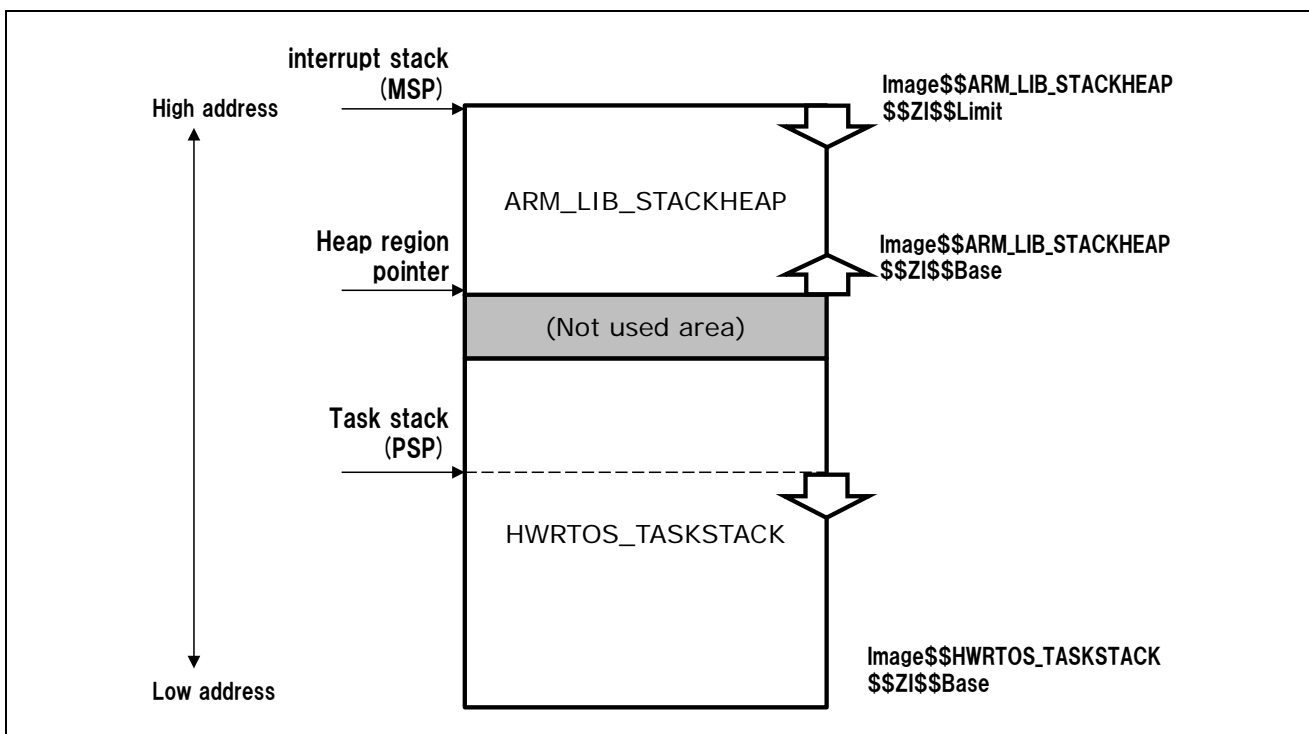 interrupt stack
(MSP)
Image$$ARM_LIB_STACKHEAP
$$ZI$$Limit
High address
ARM_LIB_STACKHEAP
Heap region
pointer
Image$$ARM_LIB_STACKHEAP
$$ZI$$Base
(Not used area)
Task stack
(PSP)
HWRTOS_TASKSTACK
Image$$HWRTOS_TASKSTACK
$$ZI$$Base
Low address